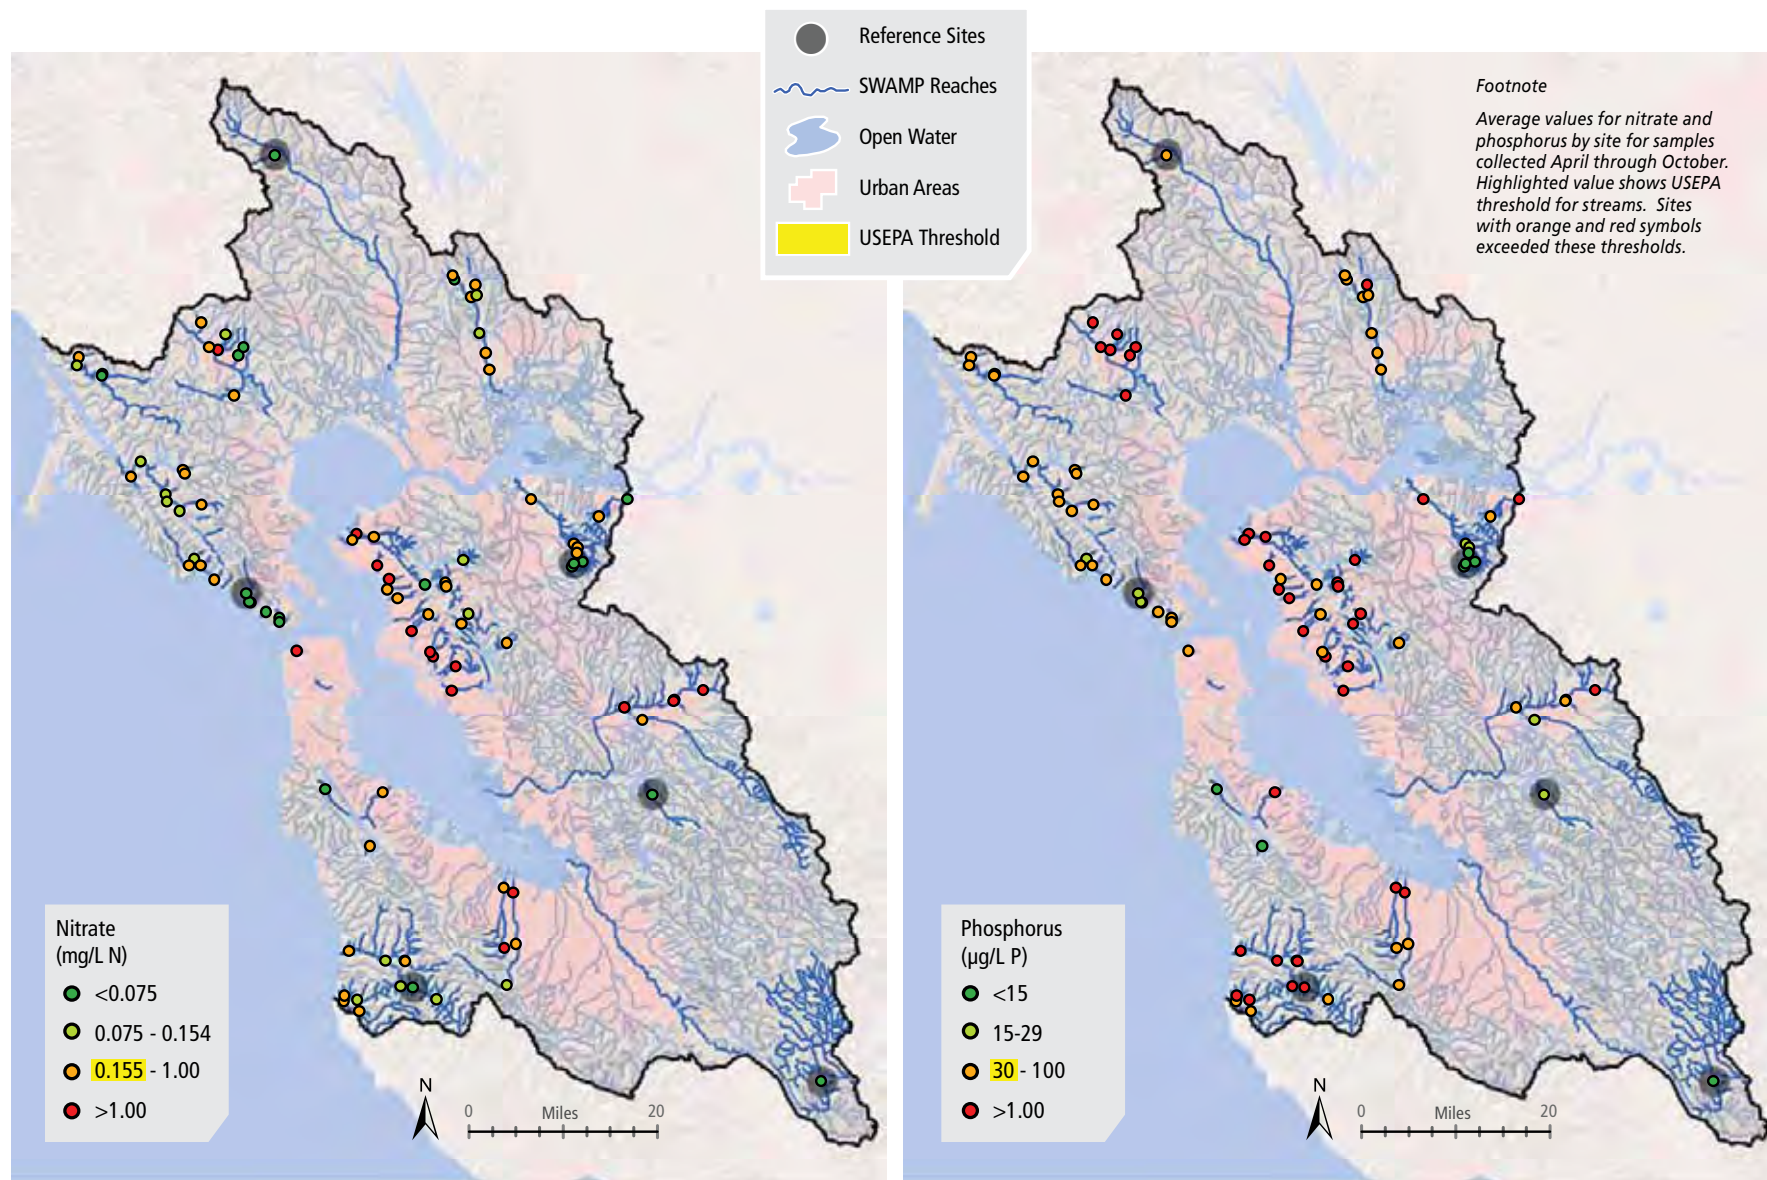 Reference Sites
SWAMP Reaches
Open Water
Urban Areas
USEPA Threshold
Footnote
Average values for nitrate and
phosphorus by site for samples
collected April through October.
Highlighted value shows USEPA
threshold for streams. Sites
with orange and red symbols
exceeded these thresholds.
Nitrate
(mg/L N)
<0.075
0.075 - 0.154
0.155 - 1.00
>1.00
N
0 Miles 20
Phosphorus
(µg/L P)
<15
15-29
30 - 100
>1.00
N
0 Miles 20